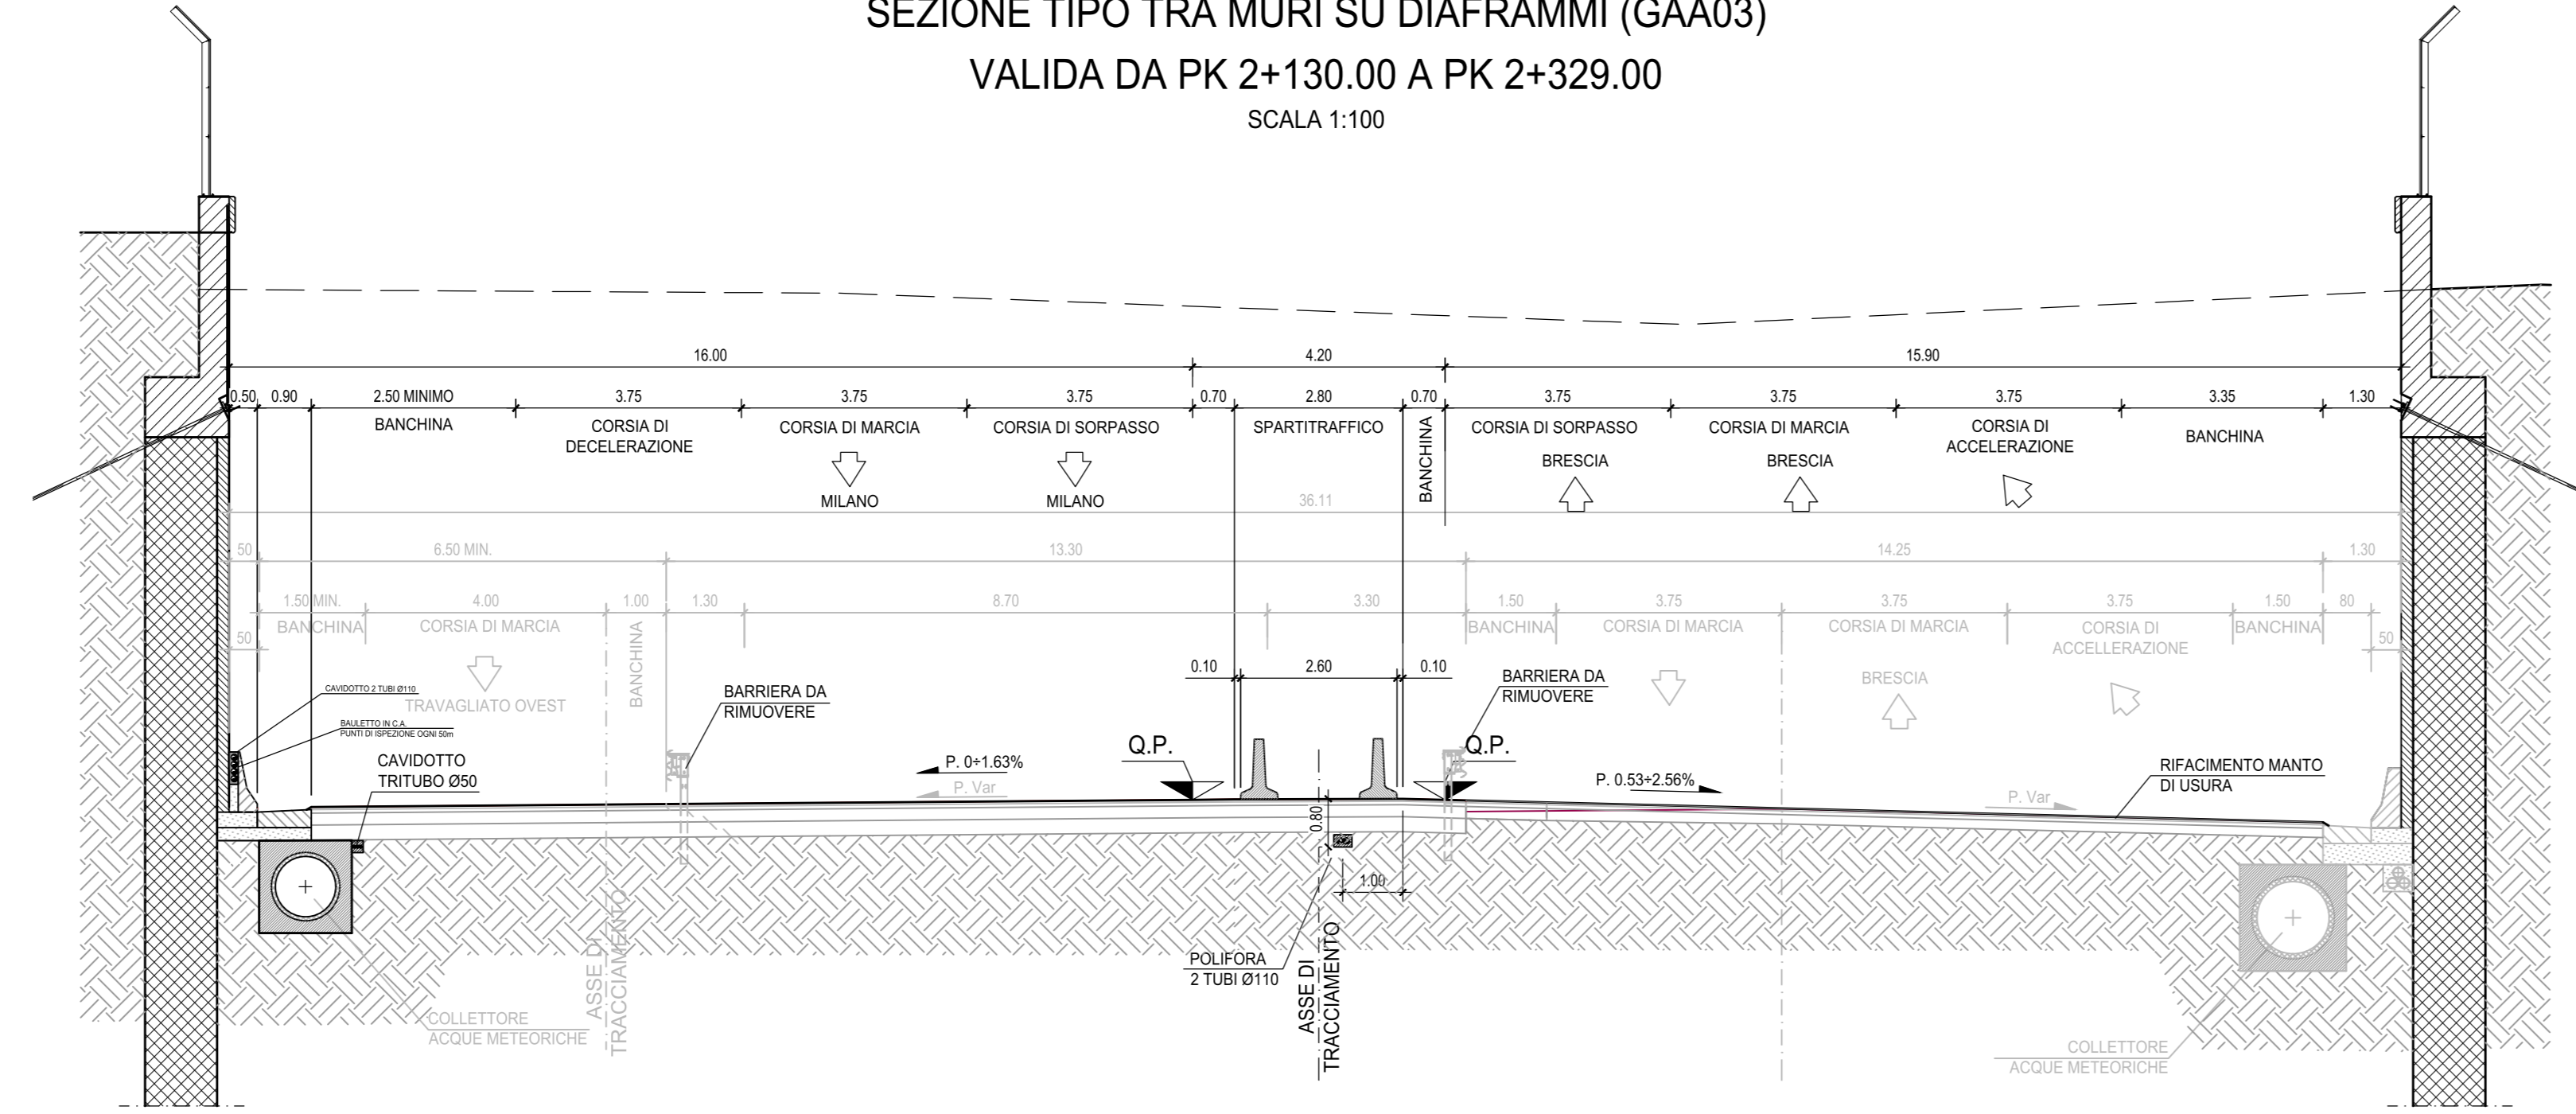 SEZIONE TIPO TRA MURI SU DIAFRAMMI (GAA03)
VALIDA DA PK 2+130.00 A PK 2+329.00
SCALA 1:100
16.00 4.20 15.90
0.50 0.90 2.50 MINIMO 3.75 3.75 3.75 0.70 2.80 0.70 3.75 3.75 3.75 3.35 1.30
BANCHINA
CORSIA DI
DECELERAZIONE
CORSIA DI MARCIA
MILANO
CORSIA DI SORPASSO
MILANO
SPARTITRAFFICO
BANCHINA
CORSIA DI SORPASSO
BRESCIA
CORSIA DI MARCIA
BRESCIA
CORSIA DI
ACCELERAZIONE
BANCHINA
36.11
50 6.50 MIN. 13.30 14.25 1.30
1.50 MIN. 4.00 1.00 1.30 8.70 3.30 1.50 3.75 3.75 3.75 1.50 80
BANCHINA
CORSIA DI MARCIA
TRAVAGLIATO OVEST
BANCHINA
BANCHINA
CORSIA DI MARCIA
CORSIA DI MARCIA
BRESCIA
CORSIA DI
ACCELLERAZIONE
BANCHINA
50
50
0.10 2.60 0.10
CAVIDOTTO 2 TUBI Ø110
BAULETTO IN C.A.
PUNTI DI ISPEZIONE OGNI 50m
CAVIDOTTO
TRITUBO Ø50
BARRIERA DA
RIMUOVERE
BARRIERA DA
RIMUOVERE
Q.P.
Q.P.
P. 0÷1.63%
P. Var
P. 0.53÷2.56%
P. Var
RIFACIMENTO MANTO
DI USURA
0.80
1.00
POLIFORA
2 TUBI Ø110
ASSE DI
TRACCIAMENTO
ASSE DI
TRACCIAMENTO
COLLETTORE
ACQUE METEORICHE
COLLETTORE
ACQUE METEORICHE